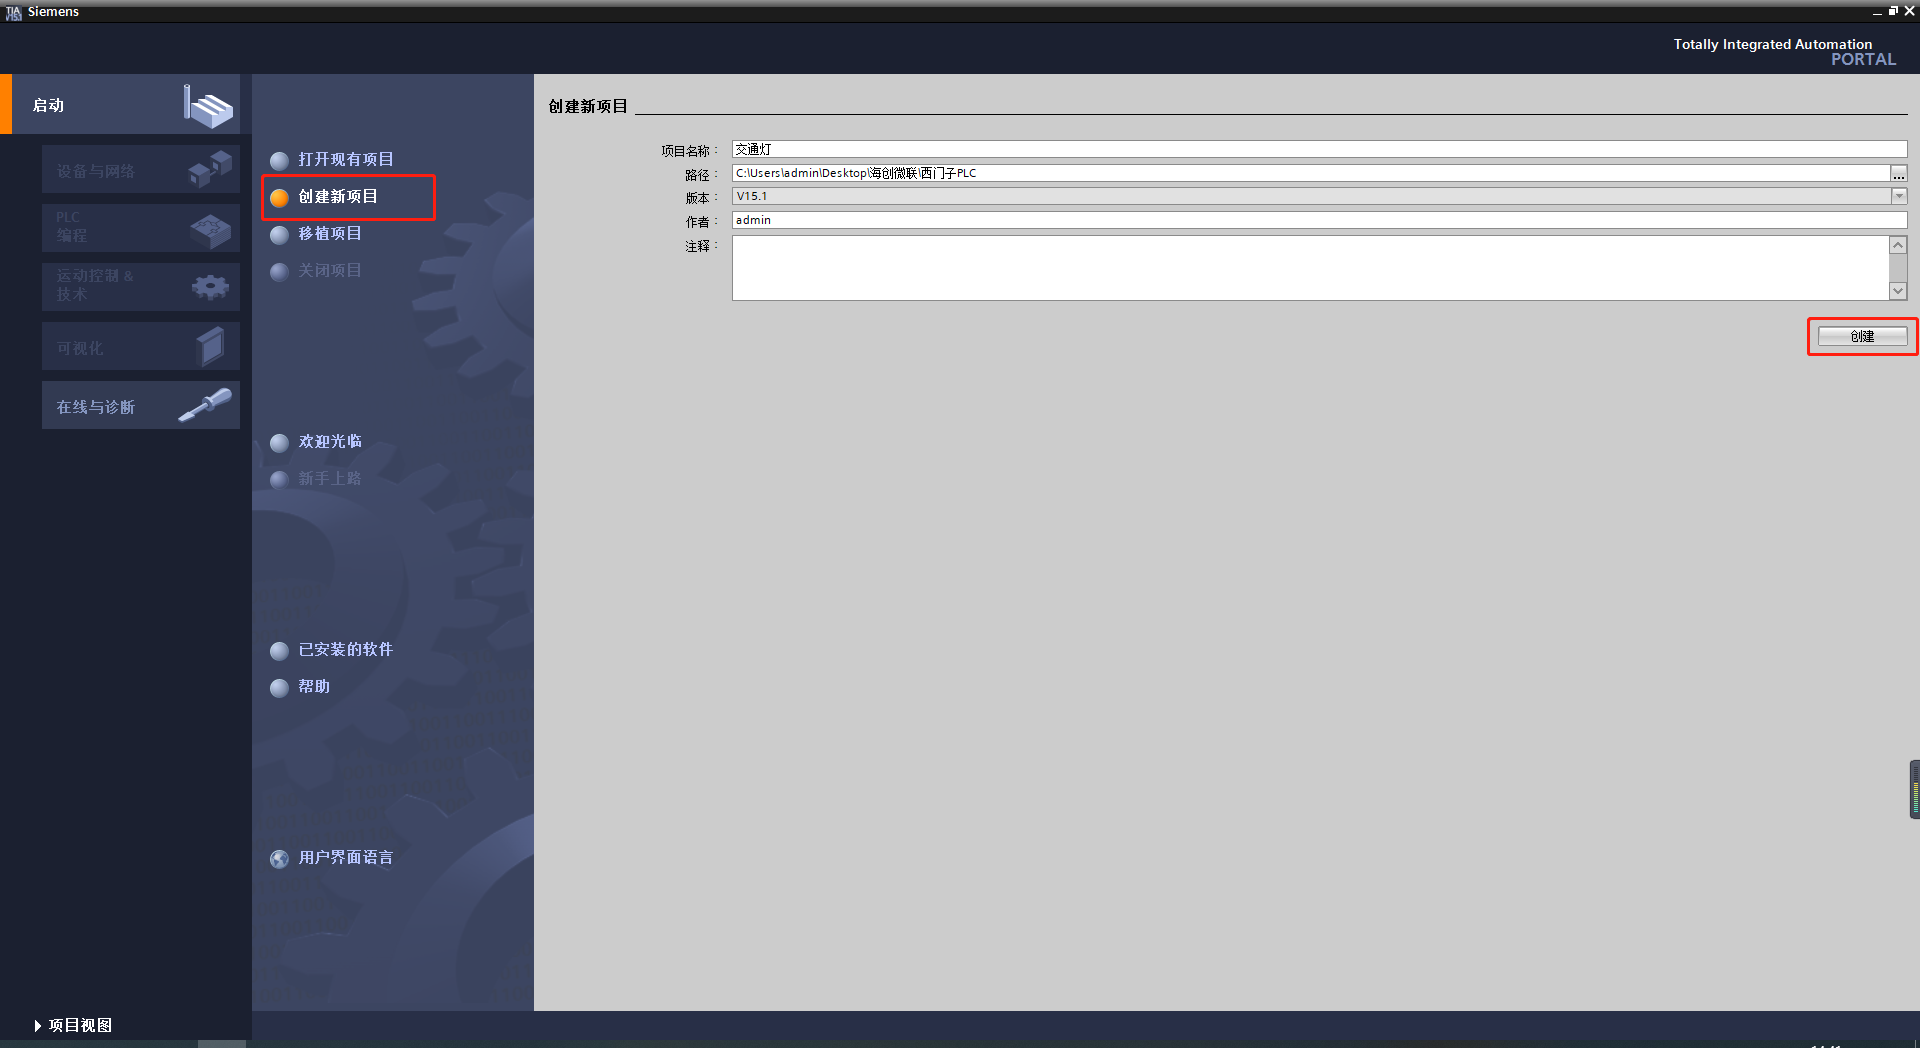 Siemens
Totally Integrated Automation
PORTAL
启动
设备与网络
PLC
编程
运动控制 &
技术
可视化
在线与诊断
打开现有项目
创建新项目
移植项目
关闭项目
欢迎光临
新手上路
已安装的软件
帮助
用户界面语言
创建新项目
项目名称： 交通灯
路径： C:\Users\admin\Desktop\海创微联\西门子PLC
...
版本： V15.1
作者： admin
注释：
创建
项目视图